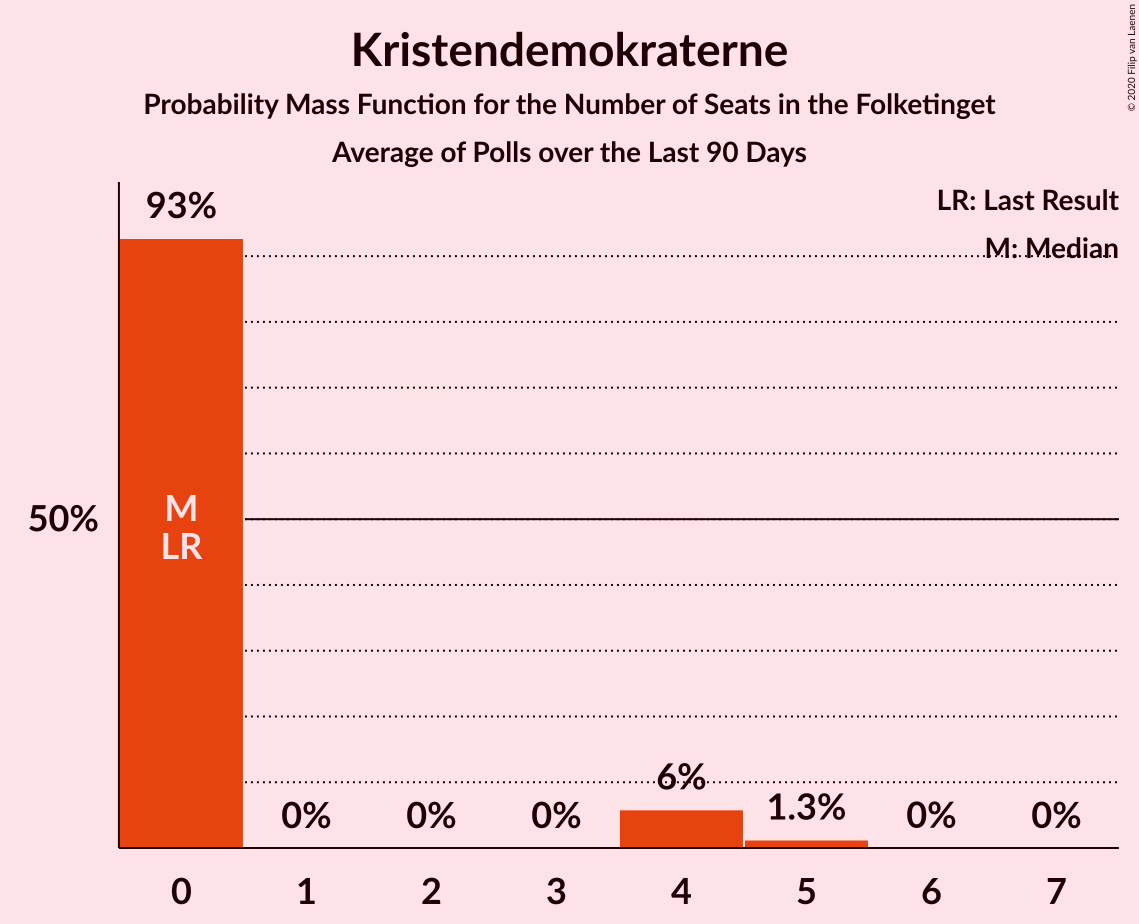 Kristendemokraterne
Probability Mass Function for the Number of Seats in the Folketinget
Average of Polls over the Last 90 Days
© 2020 Filip van Laenen
LR: Last Result
M: Median
93%
50%
M
LR
0%
0%
0%
6%
1.3%
0%
0%
0
1
2
3
4
5
6
7